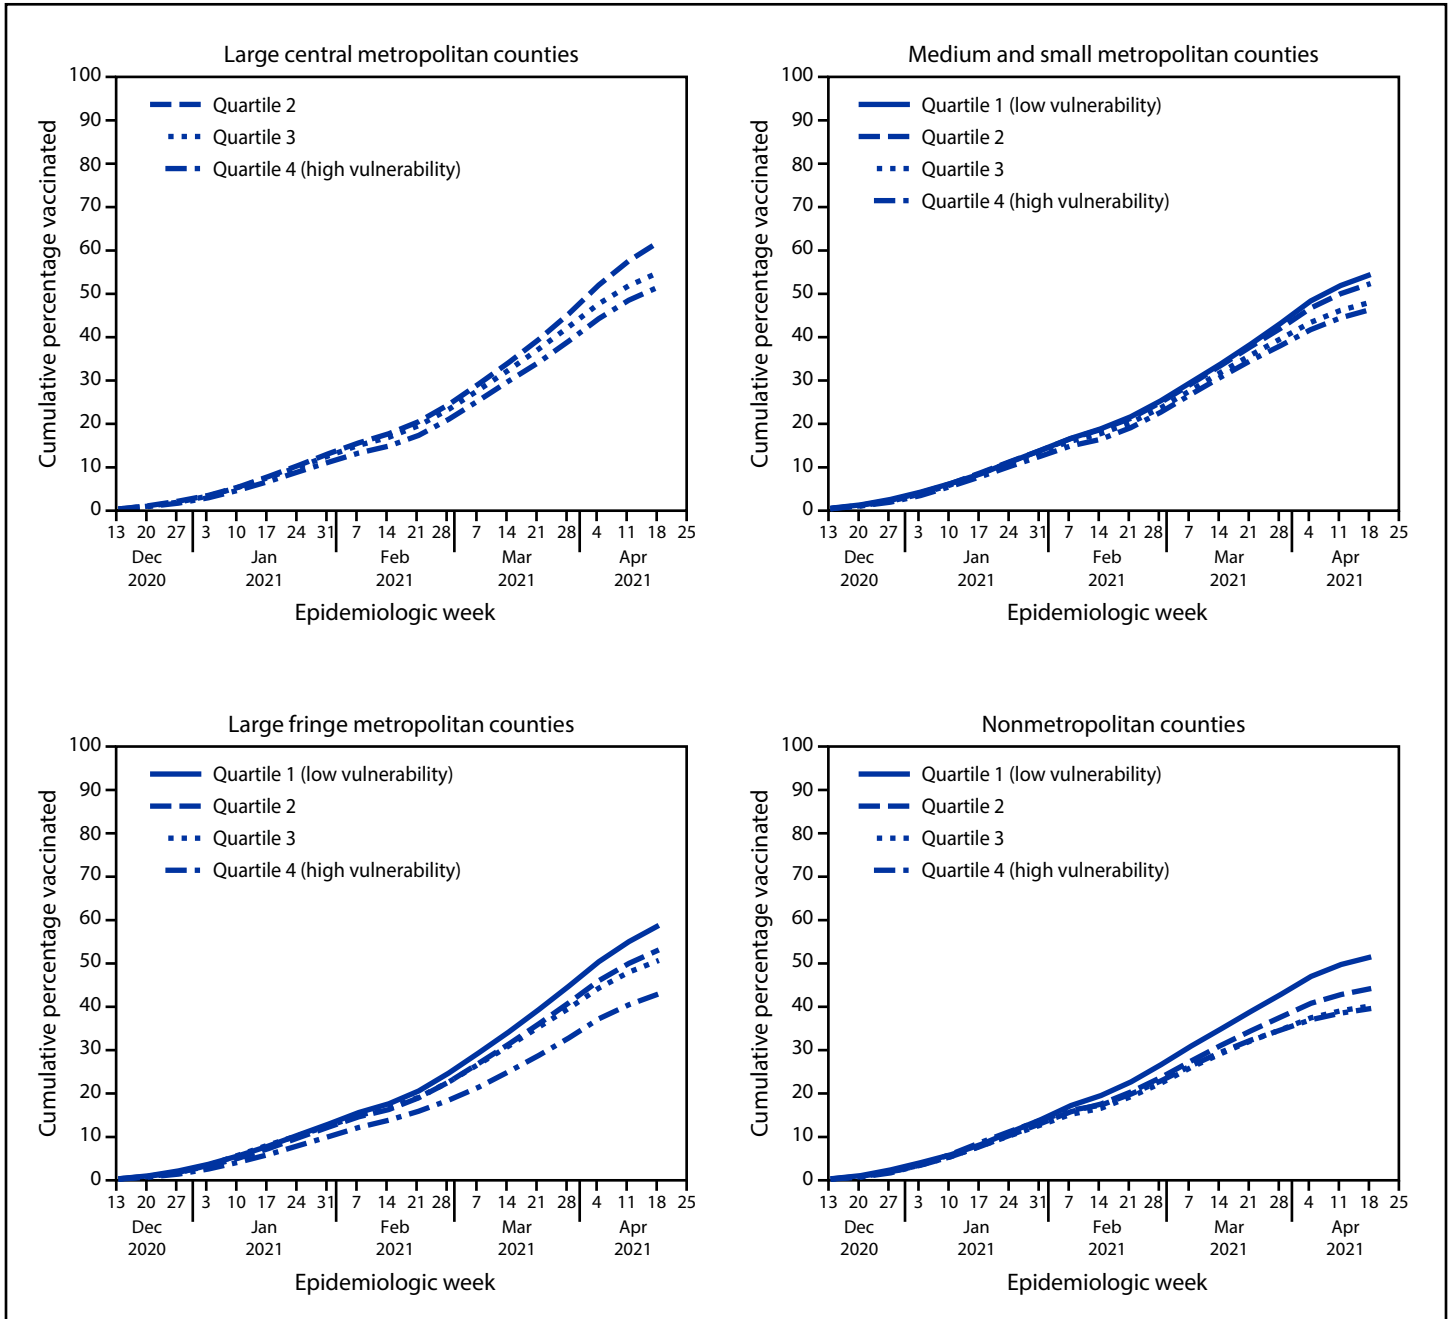 Large central metropolitan counties
Cumulative percentage vaccinated
100
90
80
70
60
50
40
30
20
10
0
Quartile 2
Quartile 3
Quartile 4 (high vulnerability)
13 20 27 3 10 17 24 31 7 14 21 28 7 14 21 28 4 11 18 25
Dec Jan Feb Mar Apr
2020 2021 2021 2021 2021
Epidemiologic week
Medium and small metropolitan counties
Cumulative percentage vaccinated
100
90
80
70
60
50
40
30
20
10
0
Quartile 1 (low vulnerability)
Quartile 2
Quartile 3
Quartile 4 (high vulnerability)
13 20 27 3 10 17 24 31 7 14 21 28 7 14 21 28 4 11 18 25
Dec Jan Feb Mar Apr
2020 2021 2021 2021 2021
Epidemiologic week
Large fringe metropolitan counties
Cumulative percentage vaccinated
100
90
80
70
60
50
40
30
20
10
0
Quartile 1 (low vulnerability)
Quartile 2
Quartile 3
Quartile 4 (high vulnerability)
13 20 27 3 10 17 24 31 7 14 21 28 7 14 21 28 4 11 18 25
Dec Jan Feb Mar Apr
2020 2021 2021 2021 2021
Epidemiologic week
Nonmetropolitan counties
Cumulative percentage vaccinated
100
90
80
70
60
50
40
30
20
10
0
Quartile 1 (low vulnerability)
Quartile 2
Quartile 3
Quartile 4 (high vulnerability)
13 20 27 3 10 17 24 31 7 14 21 28 7 14 21 28 4 11 18 25
Dec Jan Feb Mar Apr
2020 2021 2021 2021 2021
Epidemiologic week